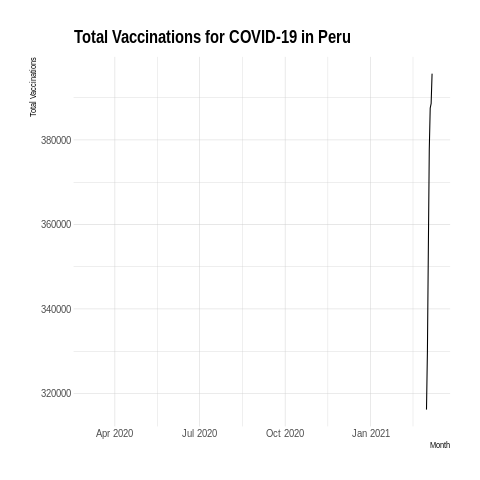 Total Vaccinations for COVID-19 in Peru
Total Vaccinations
380000
360000
340000
320000
Apr 2020 Jul 2020 Oct 2020 Jan 2021
Month